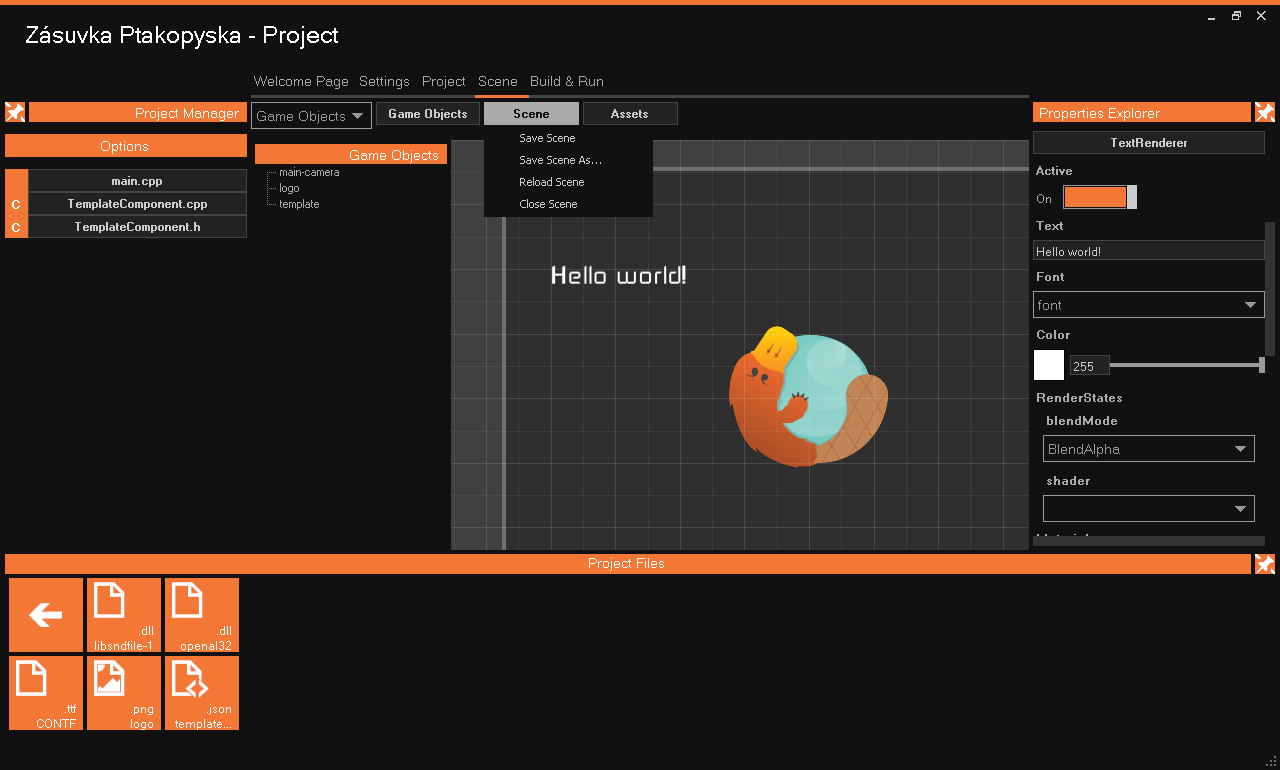 Zásuvka Ptakopyska - Project
Welcome Page Settings Project Scene Build & Run
Project Manager
Options
main.cpp
C TemplateComponent.cpp
C TemplateComponent.h
Game Objects Game Objects Scene Assets
Save Scene
Save Scene As...
Reload Scene
Close Scene
Game Objects
main-camera
logo
template
Hello world!
Properties Explorer
TextRenderer
Active
On
Text
Hello world!
Font
font
Color
255
RenderStates
blendMode
BlendAlpha
shader
Project Files
.dll
libsndfile-1
.dll
openal32
.ttf
CONTF
.png
logo
.json
template...